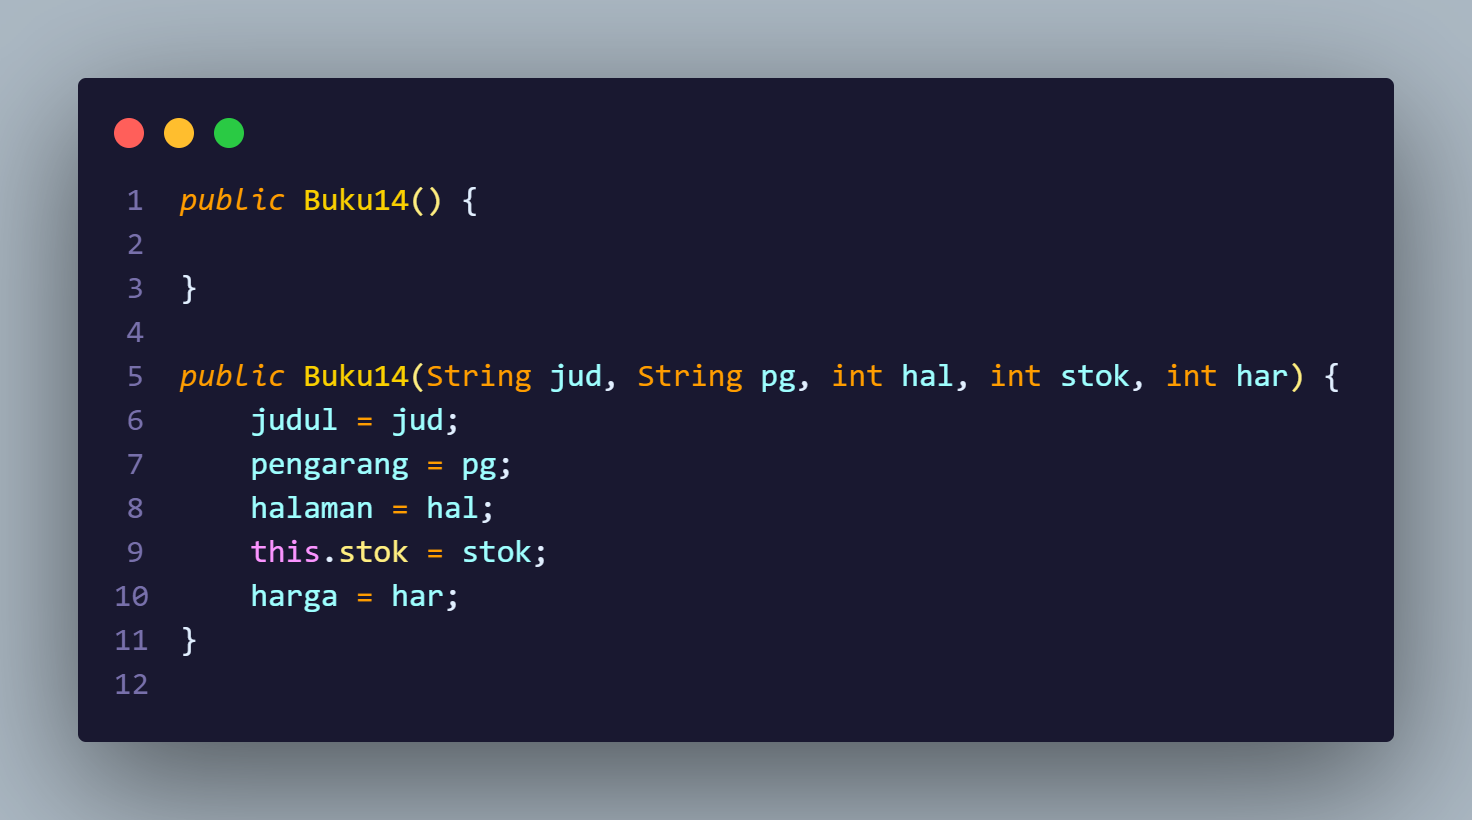 1 public Buku14() {
2
3 }
4
5 public Buku14(String jud, String pg, int hal, int stok, int har) {
6     judul = jud;
7     pengarang = pg;
8     halaman = hal;
9     this.stok = stok;
10     harga = har;
11 }
12